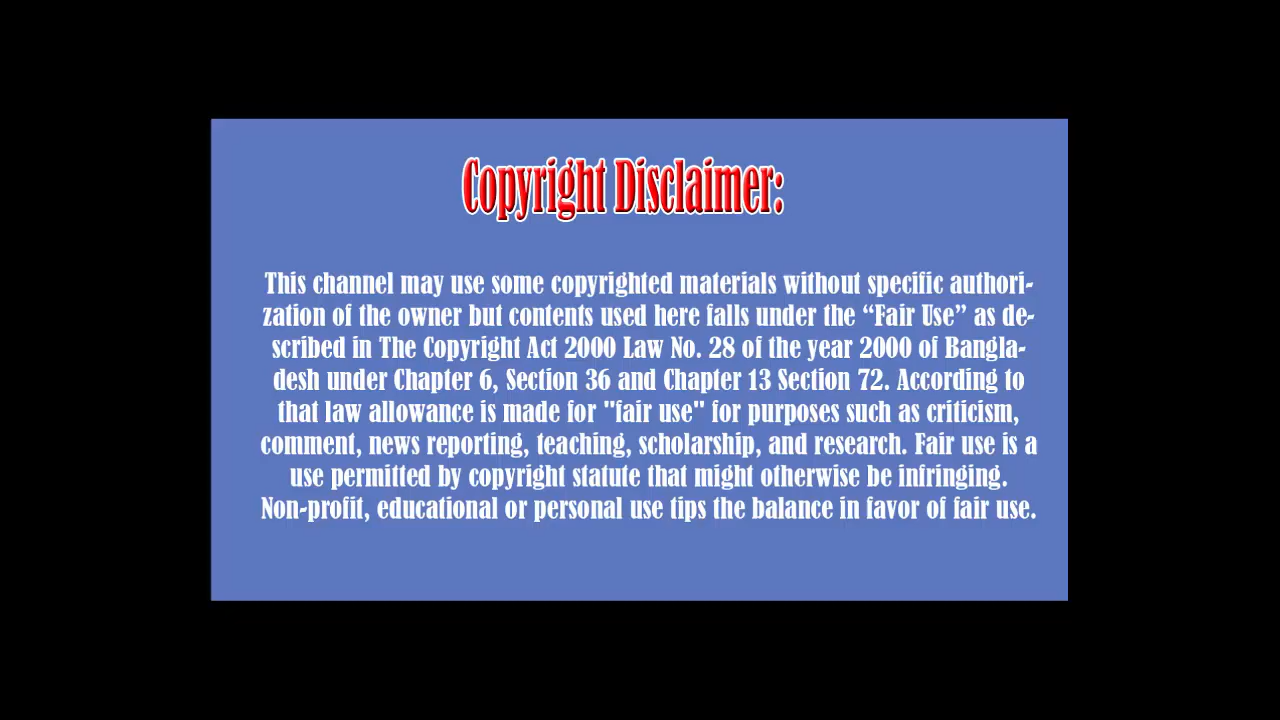 Copyright Disclaimer:
This channel may use some copyrighted materials without specific authori-
zation of the owner but contents used here falls under the “Fair Use” as de-
scribed in The Copyright Act 2000 Law No. 28 of the year 2000 of Bangla-
desh under Chapter 6, Section 36 and Chapter 13 Section 72. According to
that law allowance is made for "fair use" for purposes such as criticism,
comment, news reporting, teaching, scholarship, and research. Fair use is a
use permitted by copyright statute that might otherwise be infringing.
Non-profit, educational or personal use tips the balance in favor of fair use.